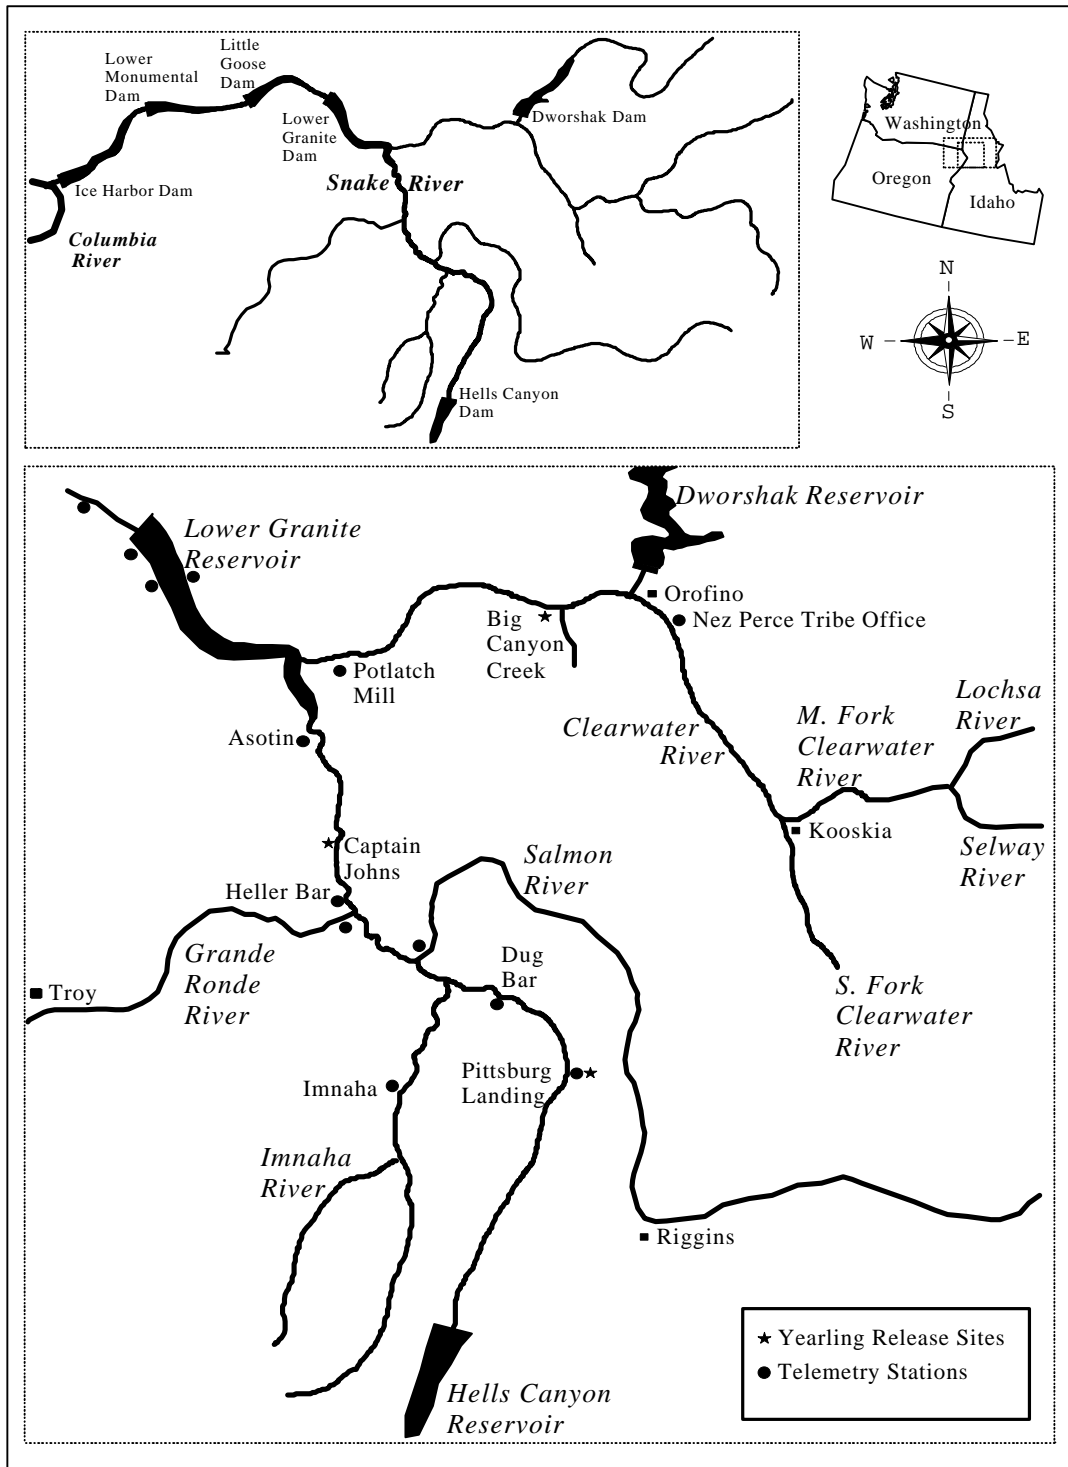 Lower
Monumental
Dam
Little
Goose
Dam
Lower
Granite
Dam
Dworshak Dam
Ice Harbor Dam
Snake River
Columbia
River
Hells Canyon
Dam
Washington
Oregon
Idaho
N
W
E
S
Dworshak Reservoir
Lower Granite
Reservoir
Orofino
Nez Perce Tribe Office
Big
Canyon
Creek
Potlatch
Mill
Clearwater
River
M. Fork
Clearwater
River
Lochsa
River
Asotin
Kooskia
Selway
River
Captain
Johns
Salmon
River
Heller Bar
Grande
Ronde
River
Dug
Bar
Troy
S. Fork
Clearwater
River
Pittsburg
Landing
Imnaha
Imnaha
River
Riggins
Hells Canyon
Reservoir
Yearling Release Sites
Telemetry Stations